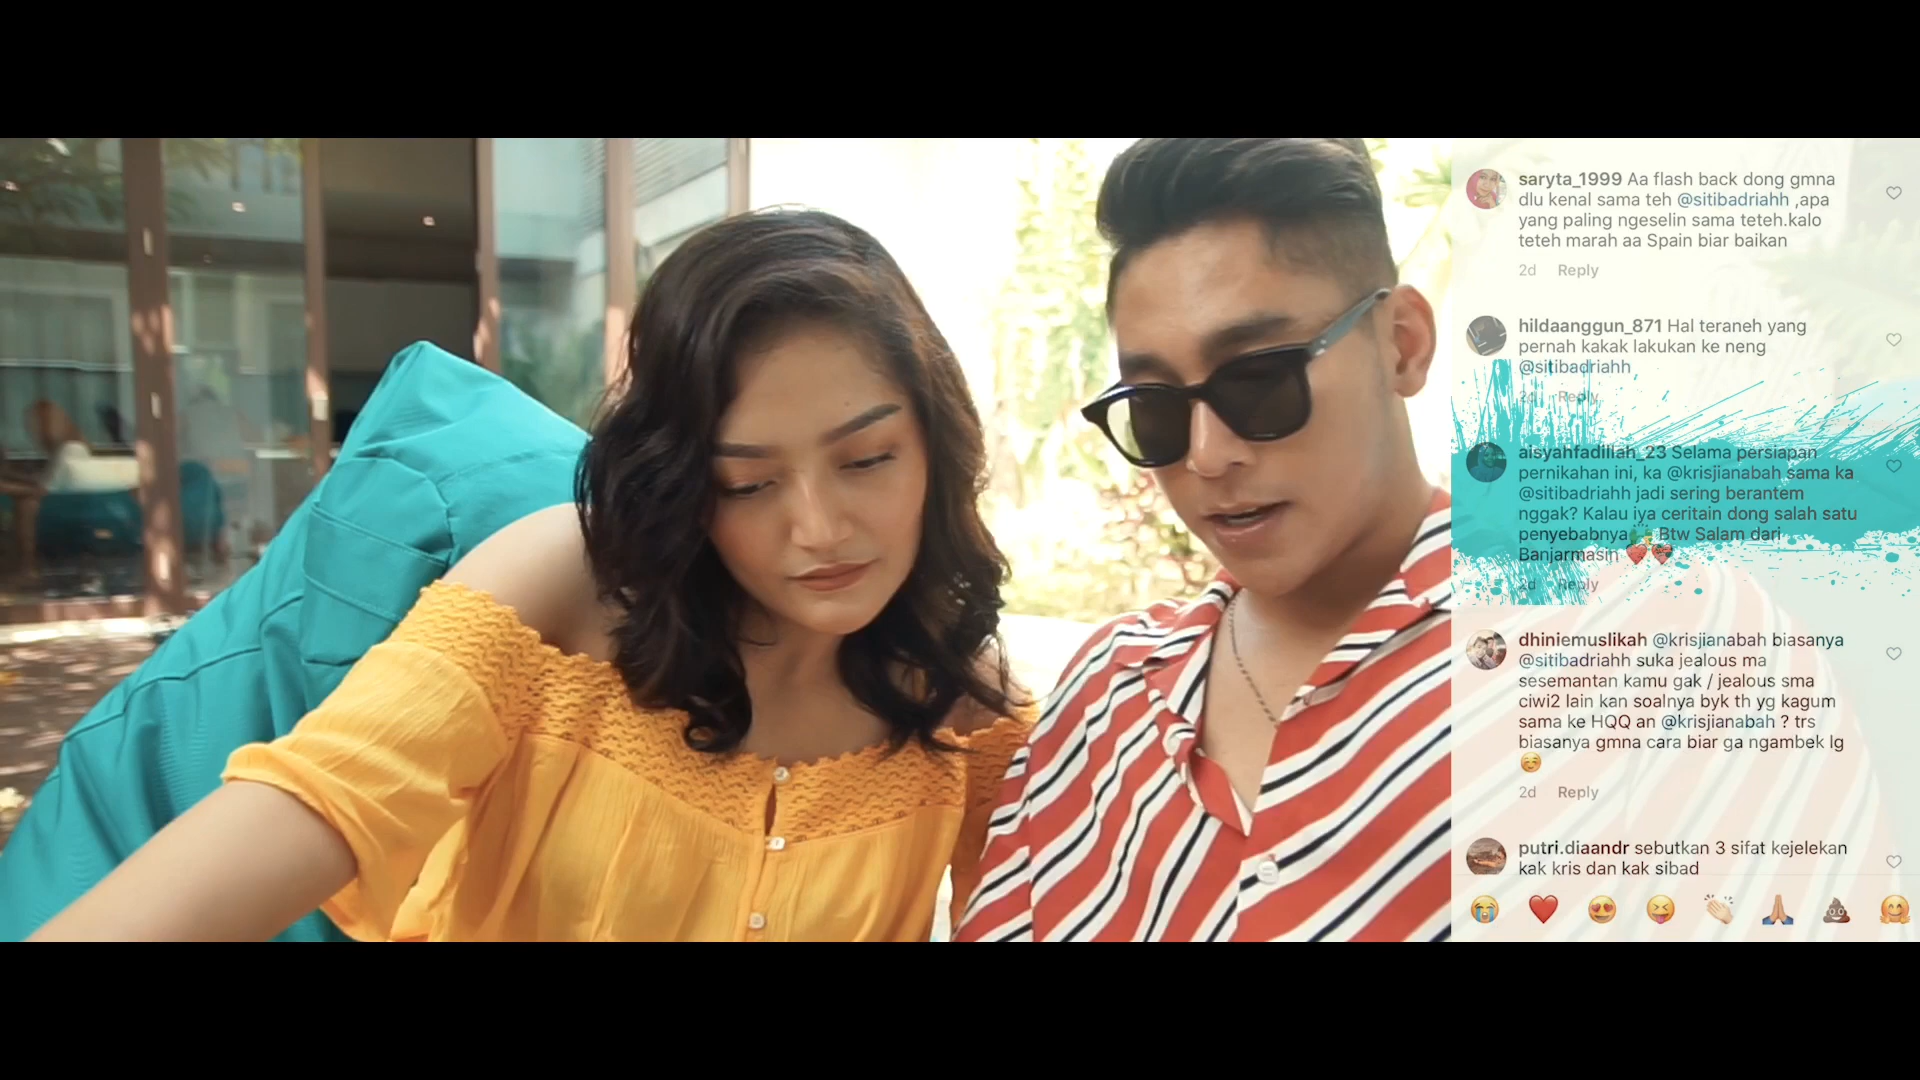 saryta_1999 Aa flash back dong gmna
dlu kenal sama teh @sitibadriahh ,apa
yang paling ngeselin sama teteh.kalo
teteh marah aa Spain biar baikan
2d Reply
hildaanggun_871 Hal teraneh yang
pernah kakak lakukan ke neng
@sitibadriahh
2d Reply
aisyahfadillah_23 Selama persiapan
pernikahan ini, ka @krisjianabah sama ka
@sitibadriahh jadi sering berantem
nggak? Kalau iya ceritain dong salah satu
penyebabnya Btw Salam dari
Banjarmasin
2d Reply
dhiniemuslikah @krisjianabah biasanya
@sitibadriahh suka jealous ma
sesemantan kamu gak / jealous sma
ciwi2 lain kan soalnya byk th yg kagum
sama ke HQQ an @krisjianabah ? trs
biasanya gmna cara biar ga ngambek lg
2d Reply
putri.diaandr sebutkan 3 sifat kejelekan
kak kris dan kak sibad